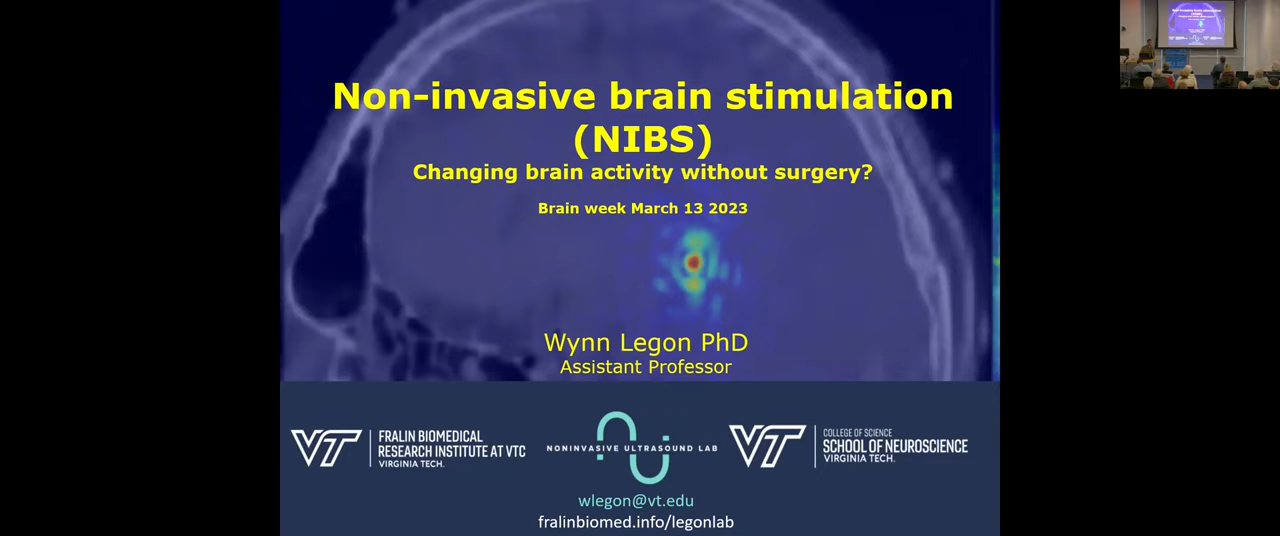 Non-invasive brain stimulation
(NIBS)
Changing brain activity without surgery?
Brain week March 13 2023
Wynn Legon PhD
Assistant Professor
VT
FRALIN BIOMEDICAL
RESEARCH INSTITUTE AT VTC
VIRGINIA TECH.
NONINVASIVE ULTRASOUND LAB
VT
COLLEGE OF SCIENCE
SCHOOL OF NEUROSCIENCE
VIRGINIA TECH.
wlegon@vt.edu
fralinbiomed.info/legonlab